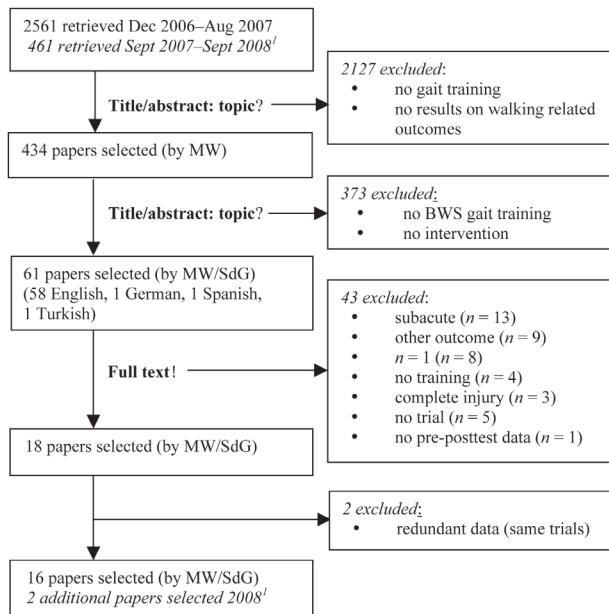 2561 retrieved Dec 2006–Aug 2007
461 retrieved Sept 2007–Sept 2008¹
2127 excluded:
• no gait training
• no results on walking related
outcomes
Title/abstract: topic?
434 papers selected (by MW)
373 excluded:
• no BWS gait training
• no intervention
Title/abstract: topic?
61 papers selected (by MW/SdG)
(58 English, 1 German, 1 Spanish,
1 Turkish)
43 excluded:
• subacute (n = 13)
• other outcome (n = 9)
• n = 1 (n = 8)
• no training (n = 4)
• complete injury (n = 3)
• no trial (n = 5)
• no pre-posttest data (n = 1)
Full text!
18 papers selected (by MW/SdG)
2 excluded:
• redundant data (same trials)
16 papers selected (by MW/SdG)
2 additional papers selected 2008¹